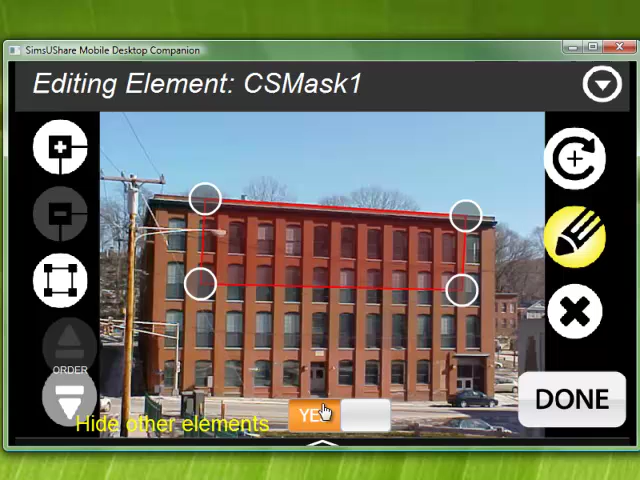 SimsUShare Mobile Desktop Companion
Editing Element: CSMask1
ORDER
DONE
Hide other elements
YES